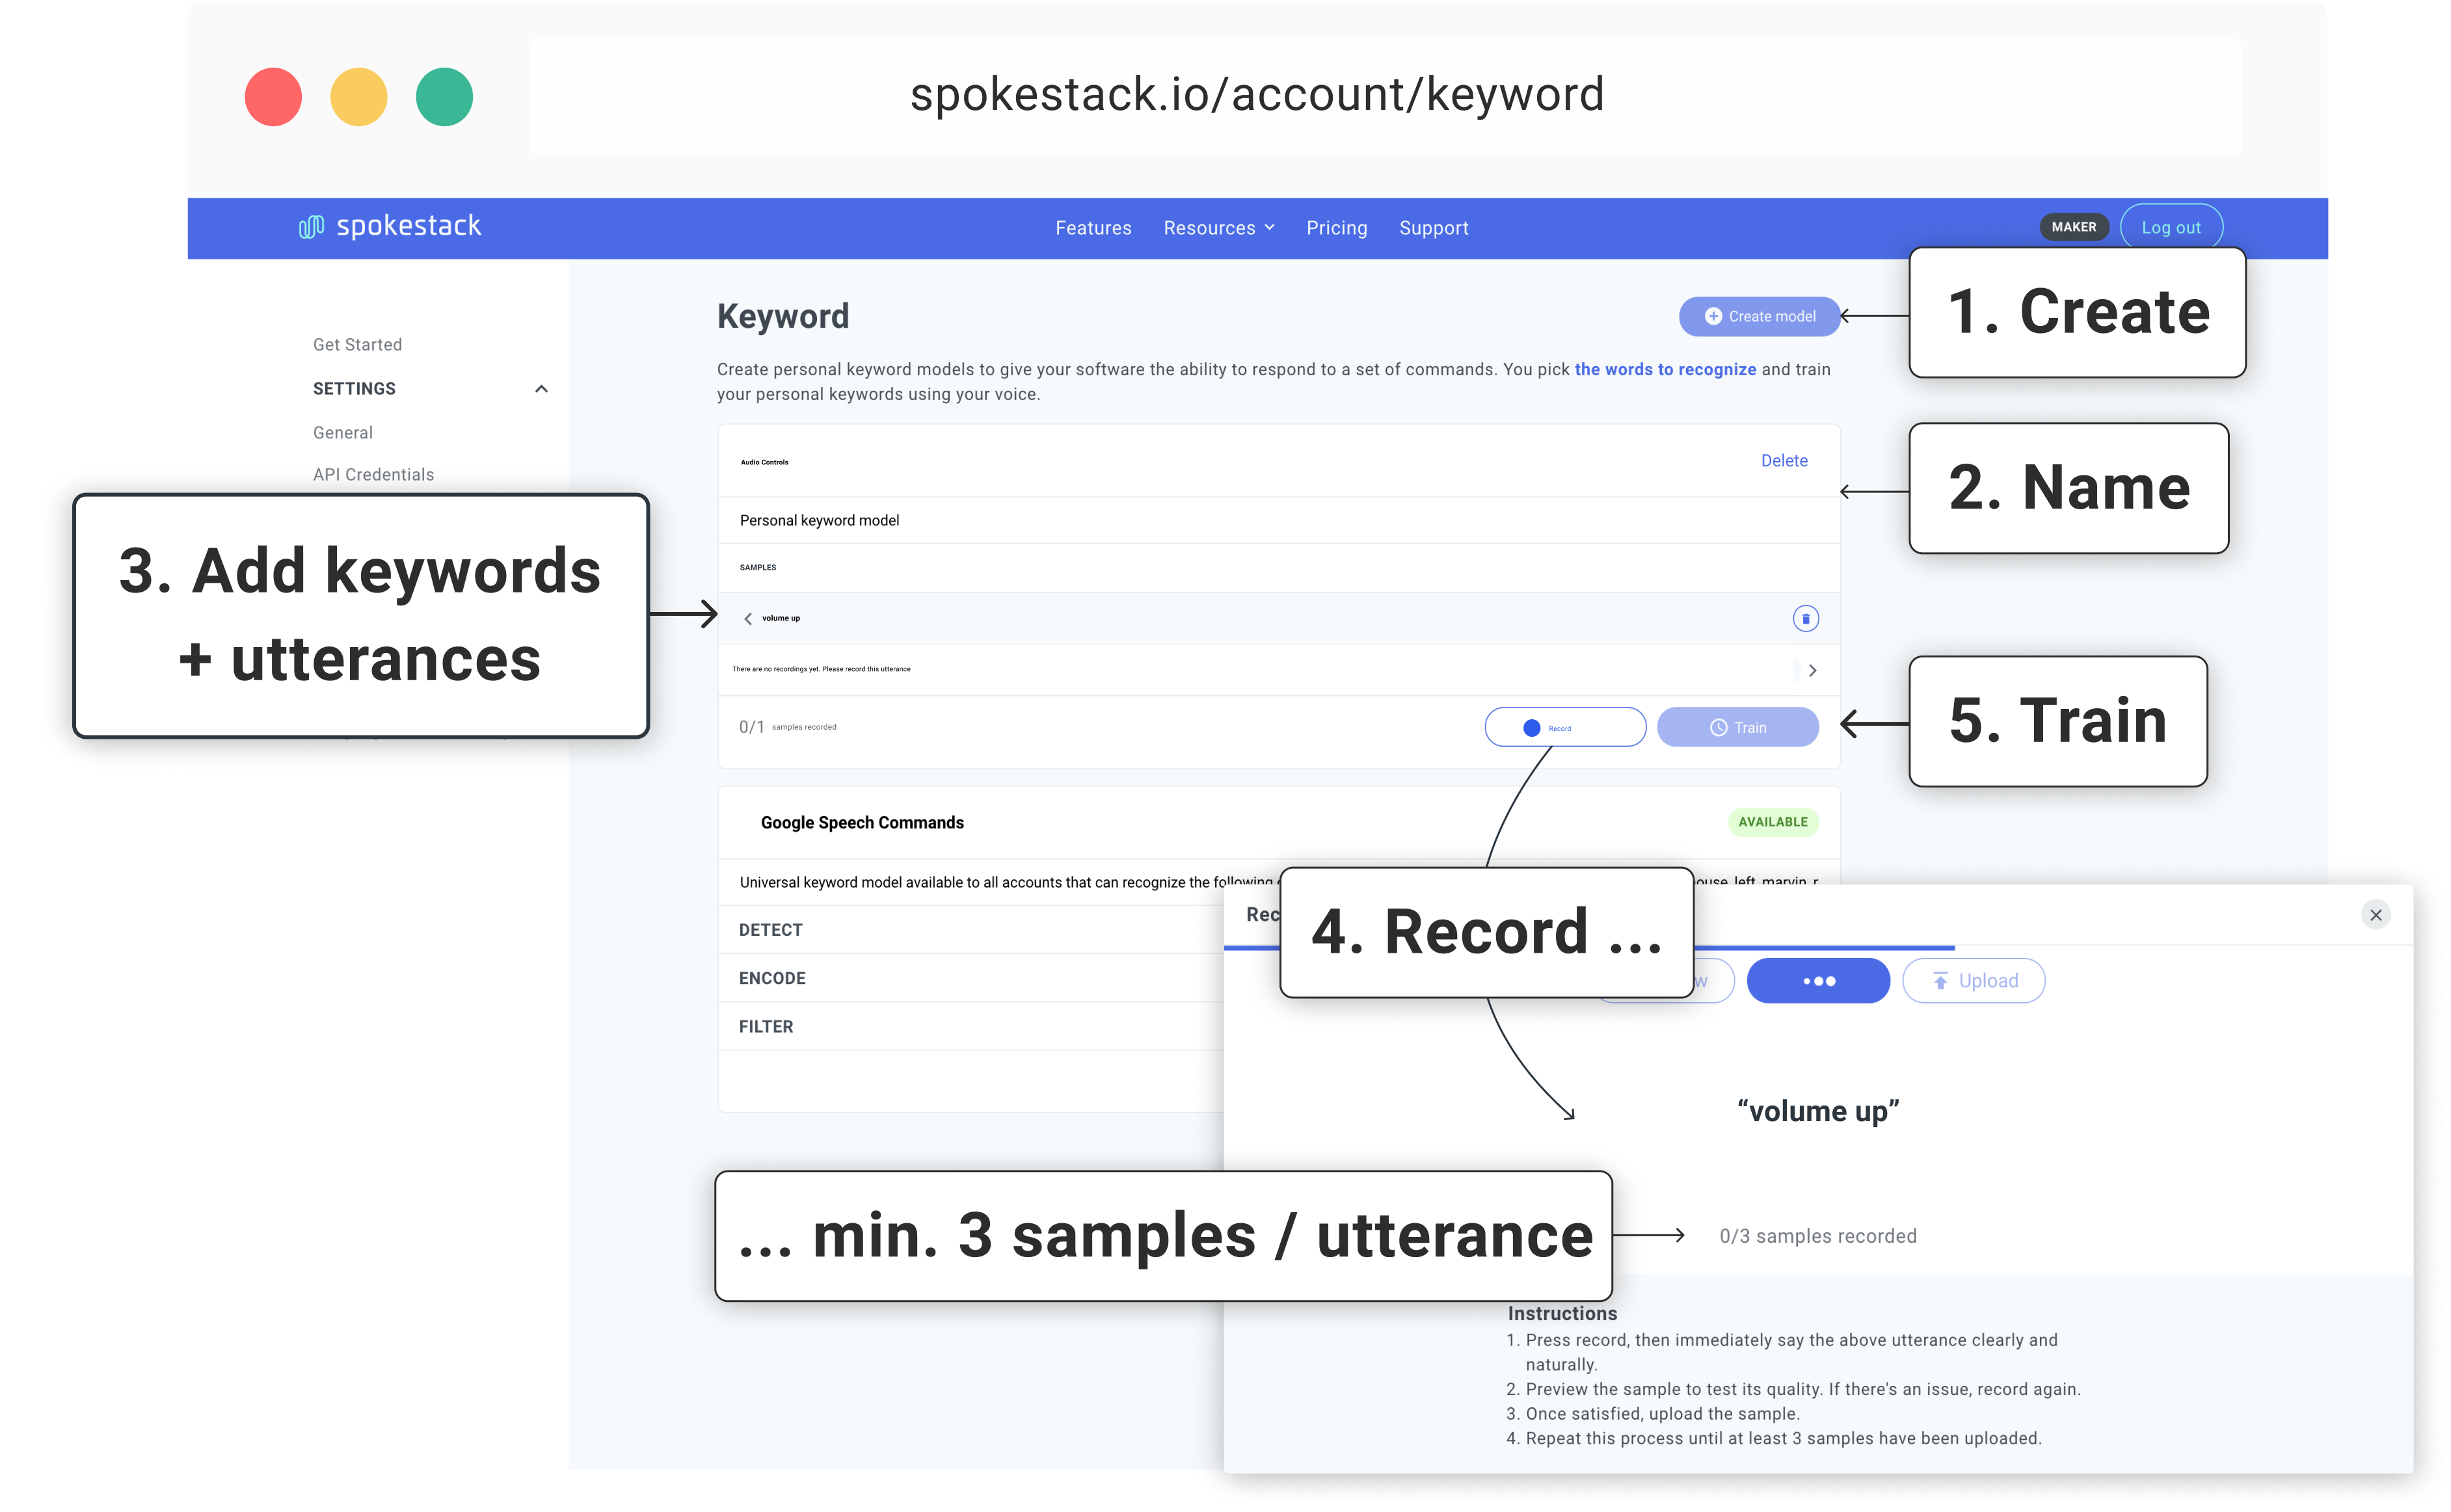 spokestack.io/account/keyword
spokestack
Features Resources Pricing Support
MAKER
Log out
1. Create
Keyword
Create model
Get Started
Create personal keyword models to give your software the ability to respond to a set of commands. You pick the words to recognize and train
your personal keywords using your voice.
SETTINGS
General
API Credentials
2. Name
Audio Controls
Delete
Personal keyword model
3. Add keywords
+ utterances
SAMPLES
volume up
There are no recordings yet. Please record this utterance
0/1 samples recorded
Record
Train
5. Train
Google Speech Commands
AVAILABLE
Universal keyword model available to all accounts that can recognize the following
left, marvin, r
DETECT
ENCODE
FILTER
4. Record ...
Upload
“volume up”
... min. 3 samples / utterance
0/3 samples recorded
Instructions
1. Press record, then immediately say the above utterance clearly and
naturally.
2. Preview the sample to test its quality. If there's an issue, record again.
3. Once satisfied, upload the sample.
4. Repeat this process until at least 3 samples have been uploaded.